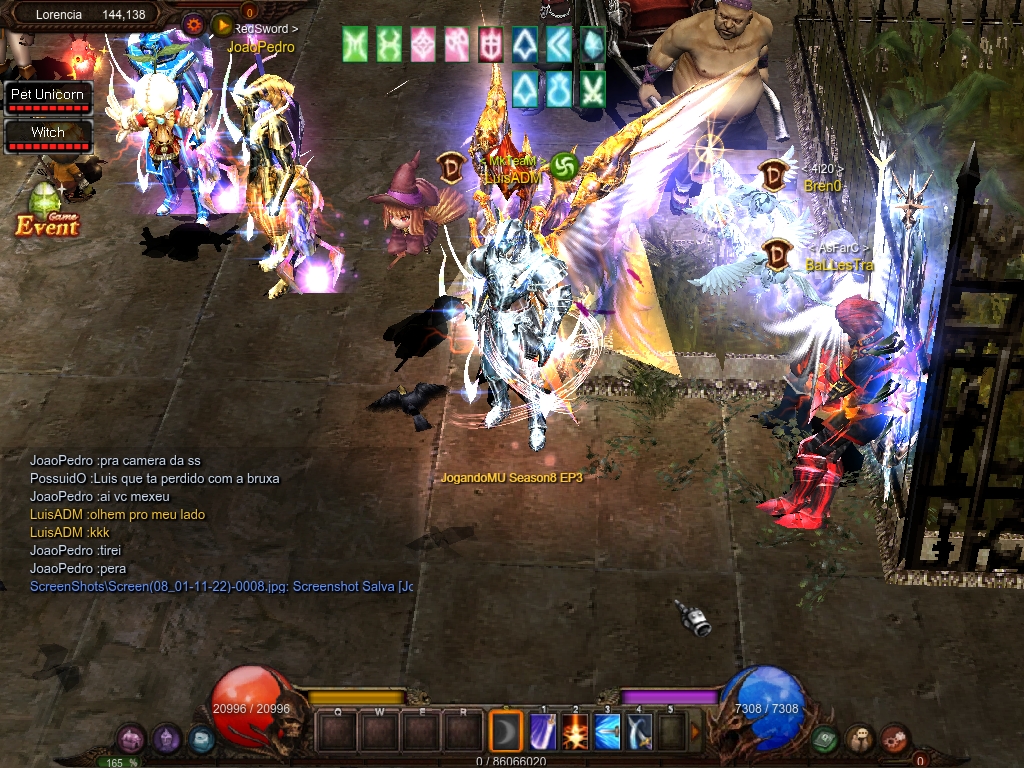 Lorencia 144,138
0
RedSword >
JoaoPedro
Pet Unicorn
Witch
Game
Event
D
< MkTeaM >
LuisADM
D
< 4i20 >
Bren0
D
< AsFarG >
BaLLesTra
JoaoPedro :pra camera da ss
PossuidO :Luis que ta perdido com a bruxa
JoaoPedro :ai vc mexeu
LuisADM :olhem pro meu lado
LuisADM :kkk
JoaoPedro :tirei
JoaoPedro :pera
ScreenShots\Screen(08_01-11-22)-0008.jpg: Screenshot Salva [Jo
JogandoMU Season8 EP3
20996 / 20996
Q W E R
1 2 3 4 5
7308 / 7308
165 %
0 / 86066020
0